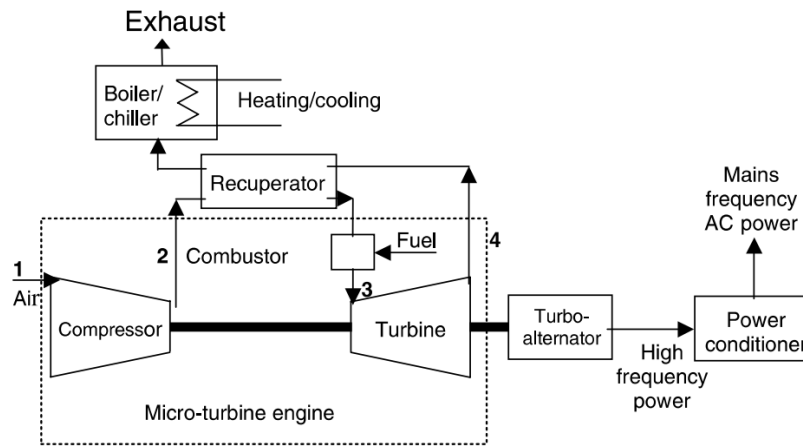 Exhaust
Boiler/
chiller
Heating/cooling
Recuperator
Mains
frequency
AC power
2
Combustor
Fuel
4
1
Air
3
Compressor
Turbine
Turbo-
alternator
Power
conditioner
High
frequency
power
Micro-turbine engine